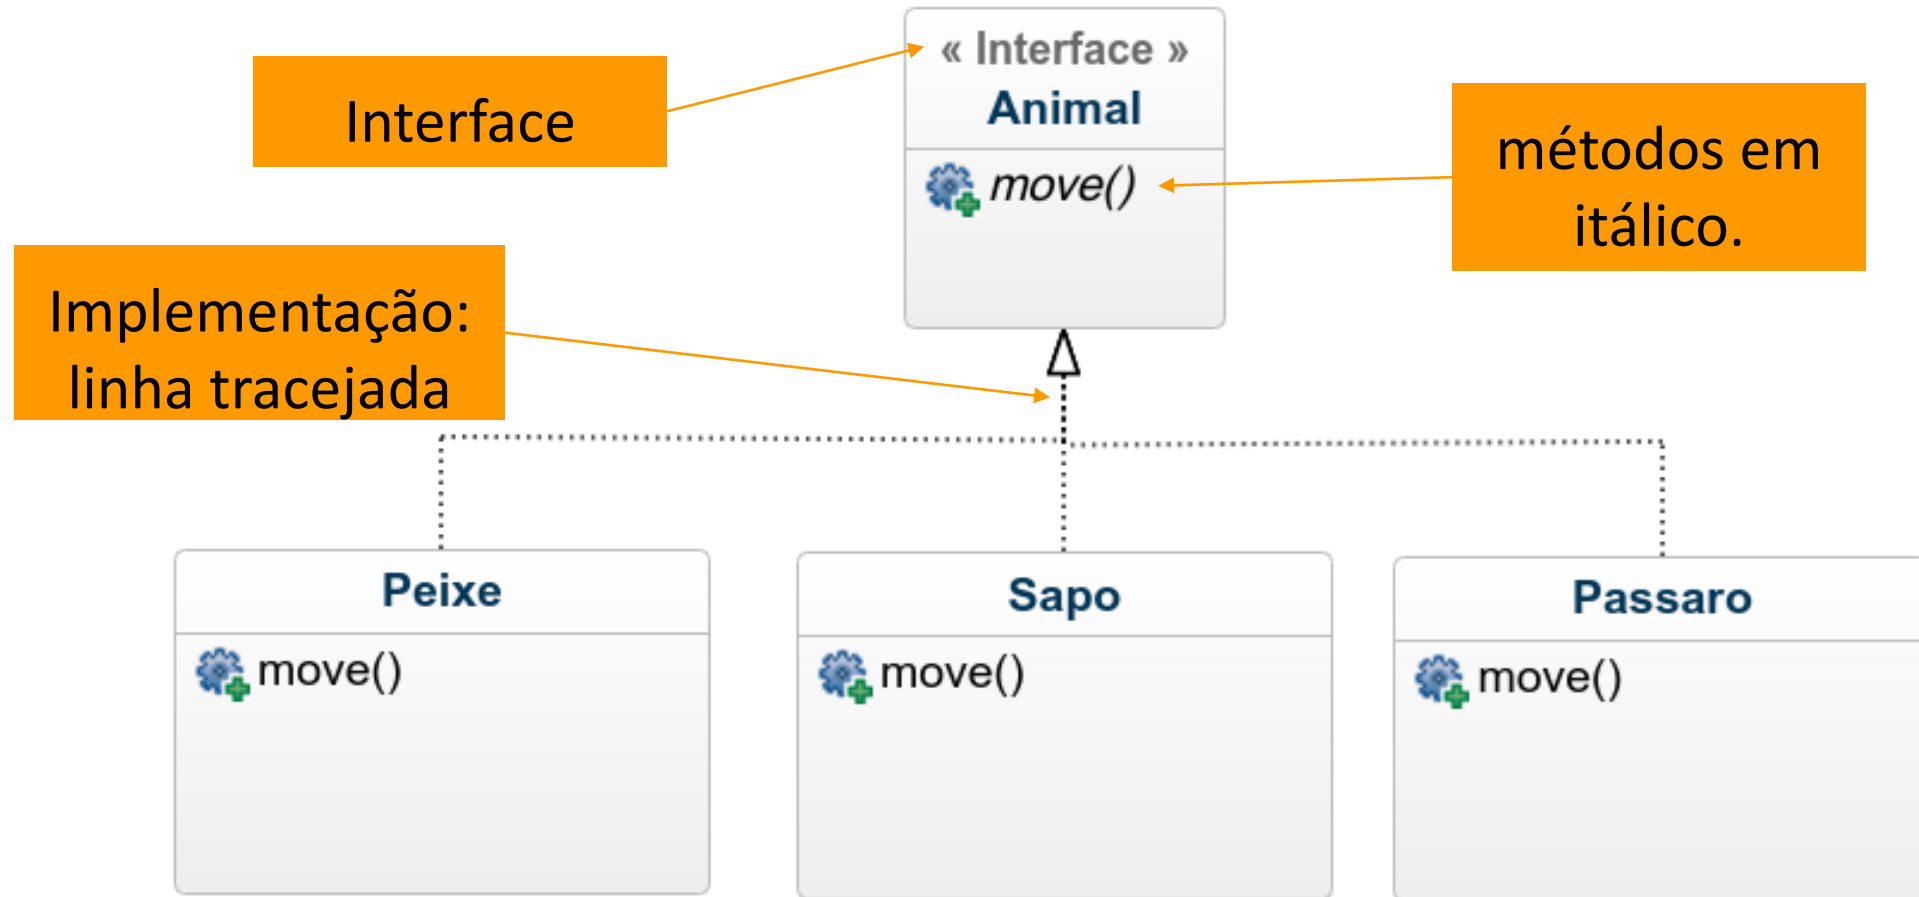 « Interface »
Animal
move()
Interface
métodos em
itálico.
Implementação:
linha tracejada
Peixe
move()
Sapo
move()
Passaro
move()